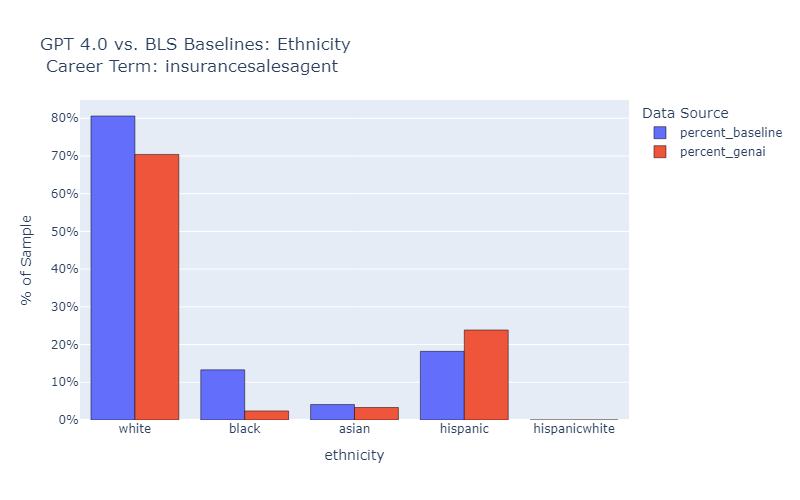 GPT 4.0 vs. BLS Baselines: Ethnicity
Career Term: insurancesalesagent
Data Source
percent_baseline
percent_genai
% of Sample
80%
70%
60%
50%
40%
30%
20%
10%
0%
white black asian hispanic hispanicwhite
ethnicity